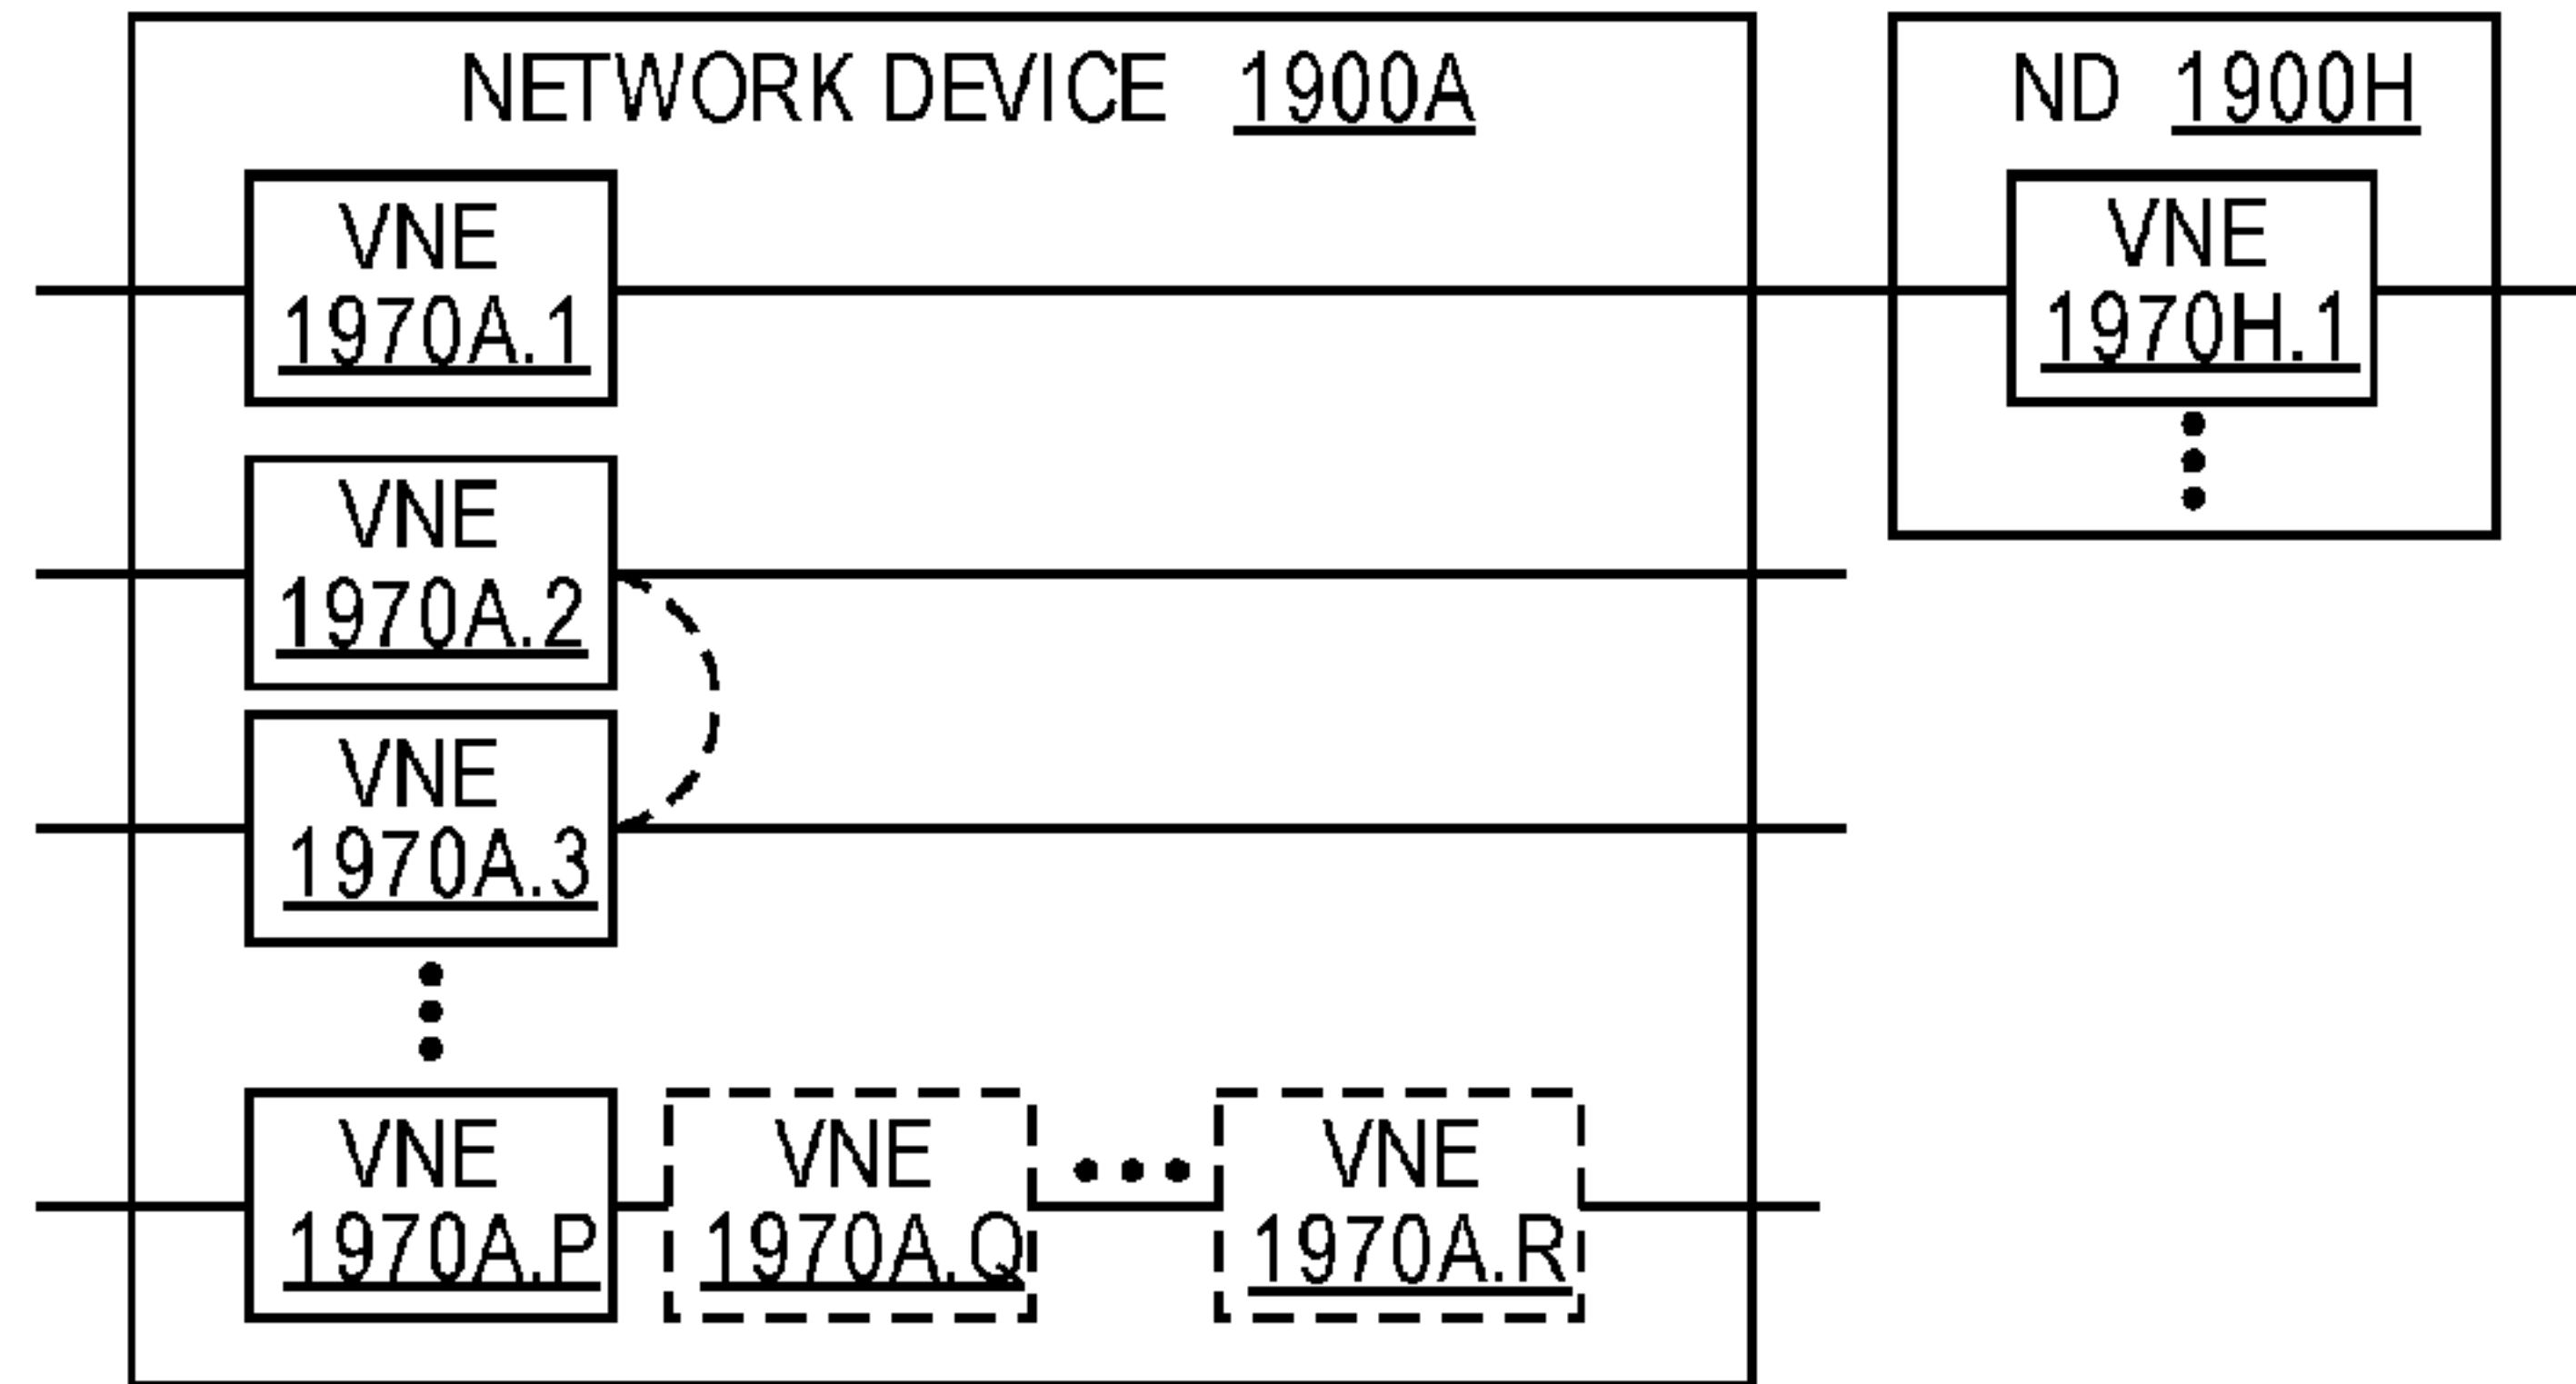 NETWORK DEVICE 1900A
ND 1900H
VNE
1970A.1
VNE
1970H.1
VNE
1970A.2
VNE
1970A.3
VNE
1970A.P
VNE
1970A.Q
VNE
1970A.R